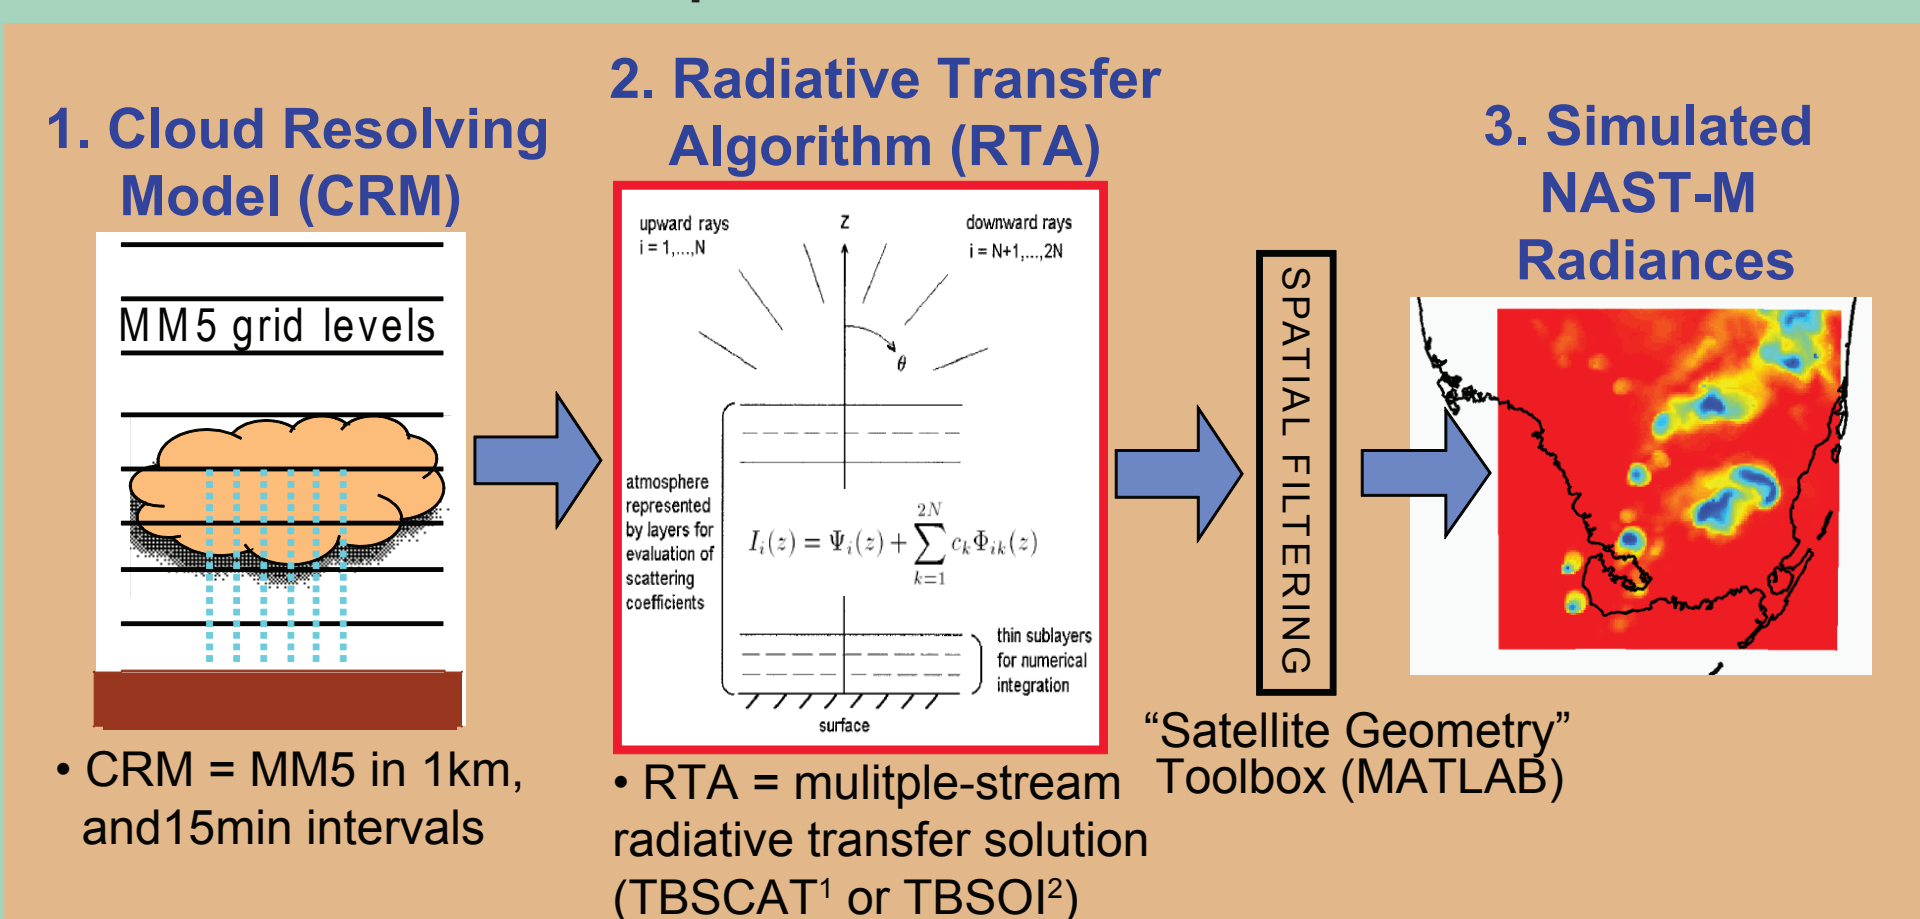 1. Cloud Resolving
Model (CRM)
MM5 grid levels
• CRM = MM5 in 1km,
and15min intervals
2. Radiative Transfer
Algorithm (RTA)
upward rays
i = 1,...,N
z
downward rays
i = N+1,...,2N
θ
atmosphere
represented
by layers for
evaluation of
scattering
coefficients
I_i(z) = Ψ_i(z) + \sum_{k=1}^{2N} c_kΦ_{ik}(z)
thin sublayers
for numerical
integration
surface
• RTA = mulitple-stream
radiative transfer solution
(TBSCAT¹ or TBSOI²)
SPATIAL FILTERING
“Satellite Geometry”
Toolbox (MATLAB)
3. Simulated
NAST-M
Radiances